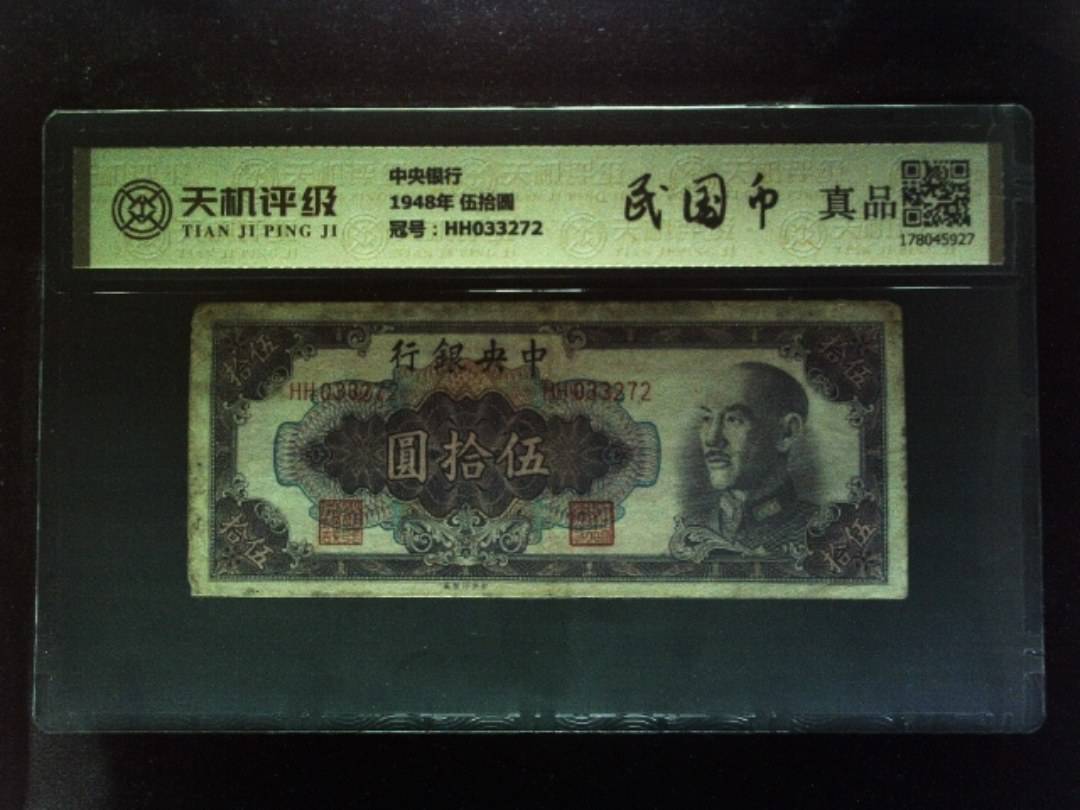 天机评级
TIAN JI PING JI
中央银行
1948年 伍拾圆
冠号：HH033272
民国币
真品
178045927
行銀央中
HH033272 HH033272
圓拾伍
拾伍
拾伍
拾伍
拾伍